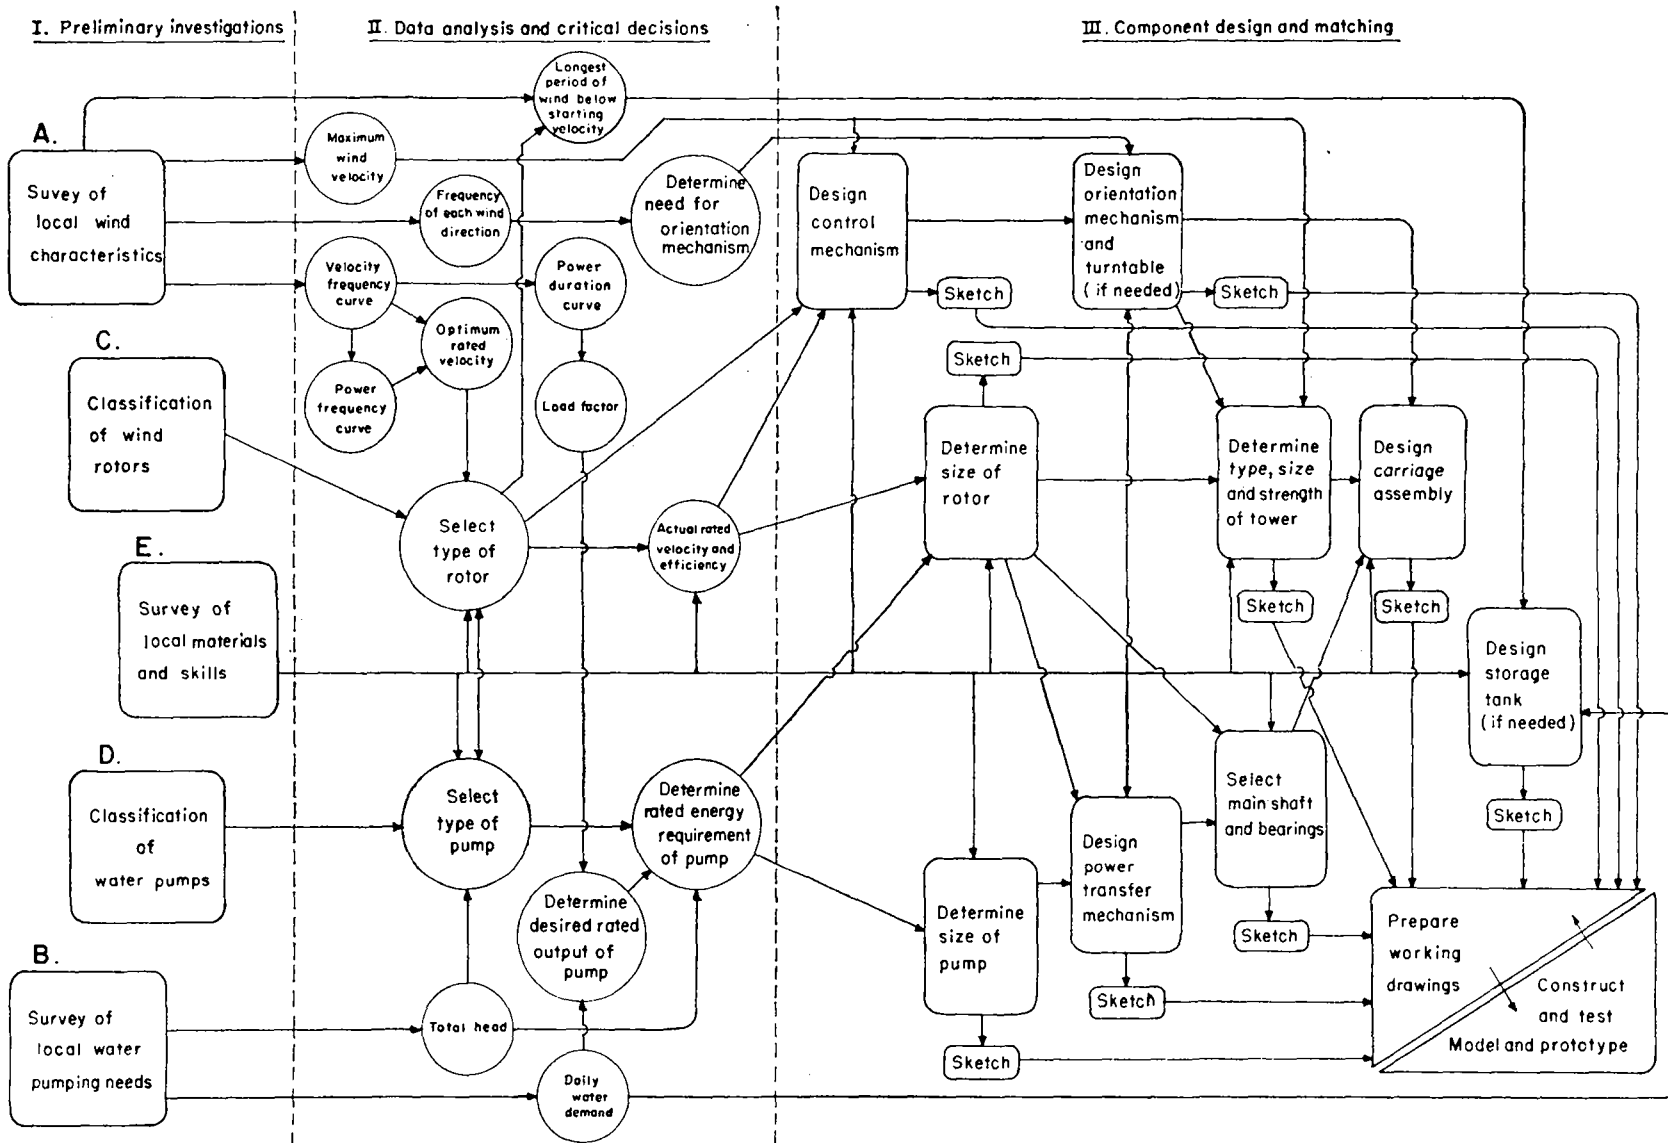 I. Preliminary investigations
II. Data analysis and critical decisions
III. Component design and matching
A.
Suvey of
local wind
characteristics
C.
Classification
of wind
rotors
E.
Survey of
local materials
and skills
D.
Classification
of
water pumps
B.
Survey of
local water
pumping needs
Longest
period of
wind below
starting
velocity
Maximum
wind
velocity
Frequency
of each wind
direction
Determine
need for
orientation
mechanism
Velocity
frequency
curve
Power
duration
curve
Optimum
rated
velocity
Power
frequency
curve
Load factor
Select
type of
rotor
Actual rated
velocity and
efficiency
Select
type of
pump
Determine
rated energy
requirement
of pump
Determine
desired rated
output of
pump
Total head
Daily
water
demand
Design
control
mechanism
Sketch
Design
orientation
mechanism
and
turntable
(if needed)
Sketch
Sketch
Determine
size of
rotor
Determine
type, size
and strength
of tower
Sketch
Design
carriage
assembly
Sketch
Design
storage
tank
(if needed)
Sketch
Select
main shaft
and bearings
Sketch
Design
power
transfer
mechanism
Sketch
Determine
size of
pump
Sketch
Prepare
working
drawings
Construct
and test
Model and prototype